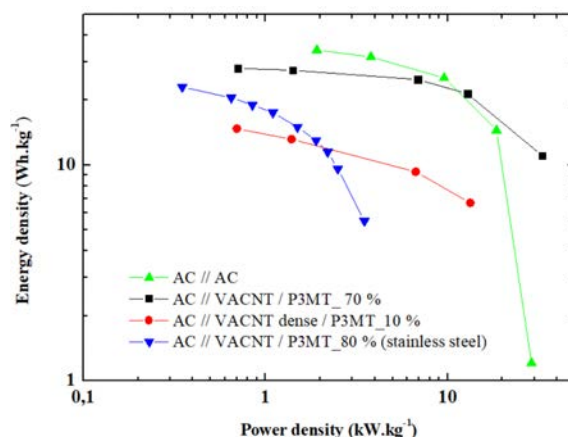 Energy density (Wh.kg⁻¹)
10
1
AC // AC
AC // VACNT / P3MT_ 70 %
AC // VACNT dense / P3MT_10 %
AC // VACNT / P3MT_80 % (stainless steel)
0,1
1
10
Power density (kW.kg⁻¹)